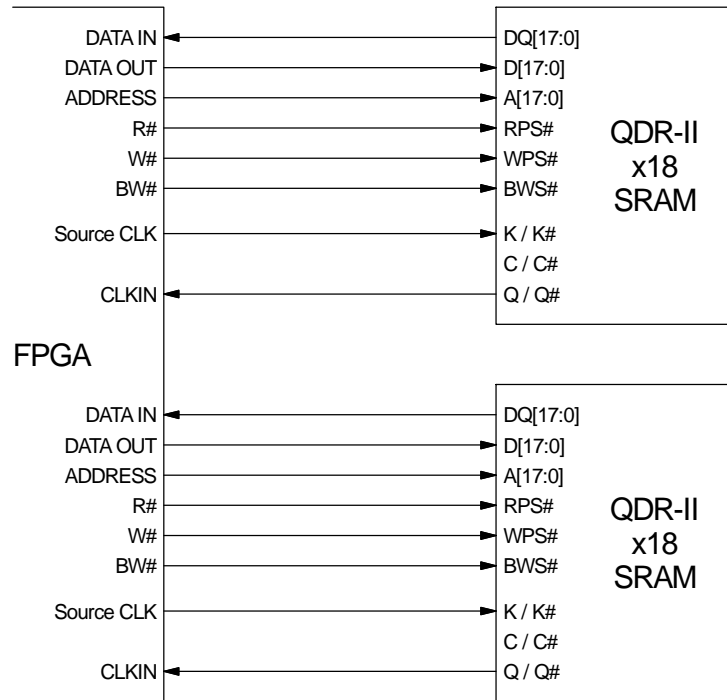 DATA IN DQ[17:0]
DATA OUT D[17:0]
ADDRESS A[17:0]
R# RPS#
W# WPS#
BW# BWS#
QDR-II
x18
SRAM
Source CLK K / K#
C / C#
CLKIN Q / Q#
FPGA
DATA IN DQ[17:0]
DATA OUT D[17:0]
ADDRESS A[17:0]
R# RPS#
W# WPS#
BW# BWS#
QDR-II
x18
SRAM
Source CLK K / K#
C / C#
CLKIN Q / Q#